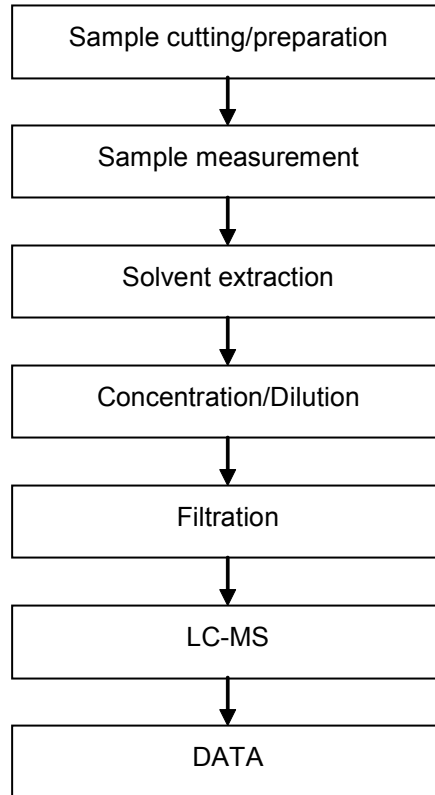 Sample cutting/preparation
Sample measurement
Solvent extraction
Concentration/Dilution
Filtration
LC-MS
DATA